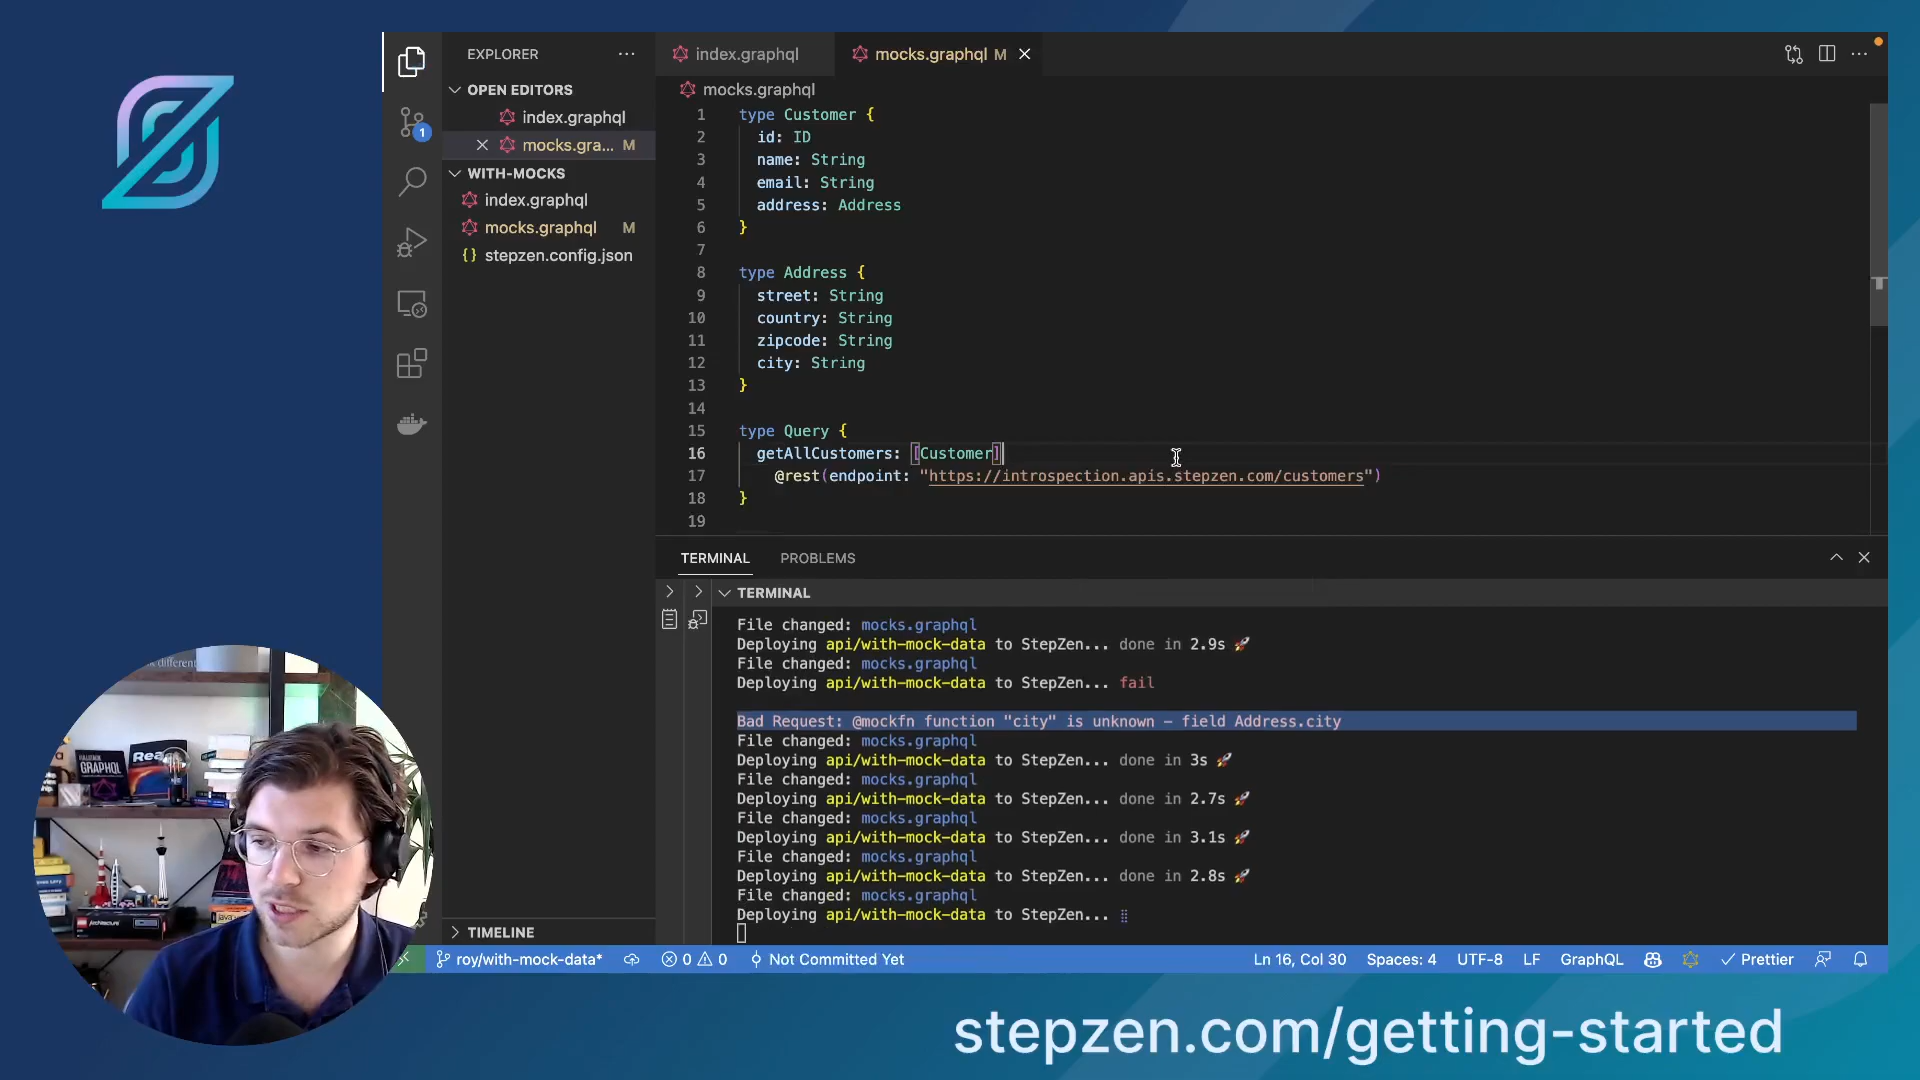 EXPLORER
OPEN EDITORS
index.graphql
mocks.gra... M
WITH-MOCKS
index.graphql
mocks.graphql M
{} stepzen.config.json
TIMELINE
1
index.graphql
mocks.graphql M
mocks.graphql
1 type Customer {
2 id: ID
3 name: String
4 email: String
5 address: Address
6 }
7
8 type Address {
9 street: String
10 country: String
11 zipcode: String
12 city: String
13 }
14
15 type Query {
16 getAllCustomers: [Customer]
17 @rest(endpoint: "https://introspection.apis.stepzen.com/customers")
18 }
19
TERMINAL PROBLEMS
TERMINAL
File changed: mocks.graphql
Deploying api/with-mock-data to StepZen... done in 2.9s 🚀
File changed: mocks.graphql
Deploying api/with-mock-data to StepZen... fail
Bad Request: @mockfn function "city" is unknown - field Address.city
File changed: mocks.graphql
Deploying api/with-mock-data to StepZen... done in 3s 🚀
File changed: mocks.graphql
Deploying api/with-mock-data to StepZen... done in 2.7s 🚀
File changed: mocks.graphql
Deploying api/with-mock-data to StepZen... done in 3.1s 🚀
File changed: mocks.graphql
Deploying api/with-mock-data to StepZen... done in 2.8s 🚀
File changed: mocks.graphql
Deploying api/with-mock-data to StepZen...
roy/with-mock-data* 0 0 Not Committed Yet Ln 16, Col 30 Spaces: 4 UTF-8 LF GraphQL Prettier
different
GRAPHQL
Architecture
stepzen.com/getting-started